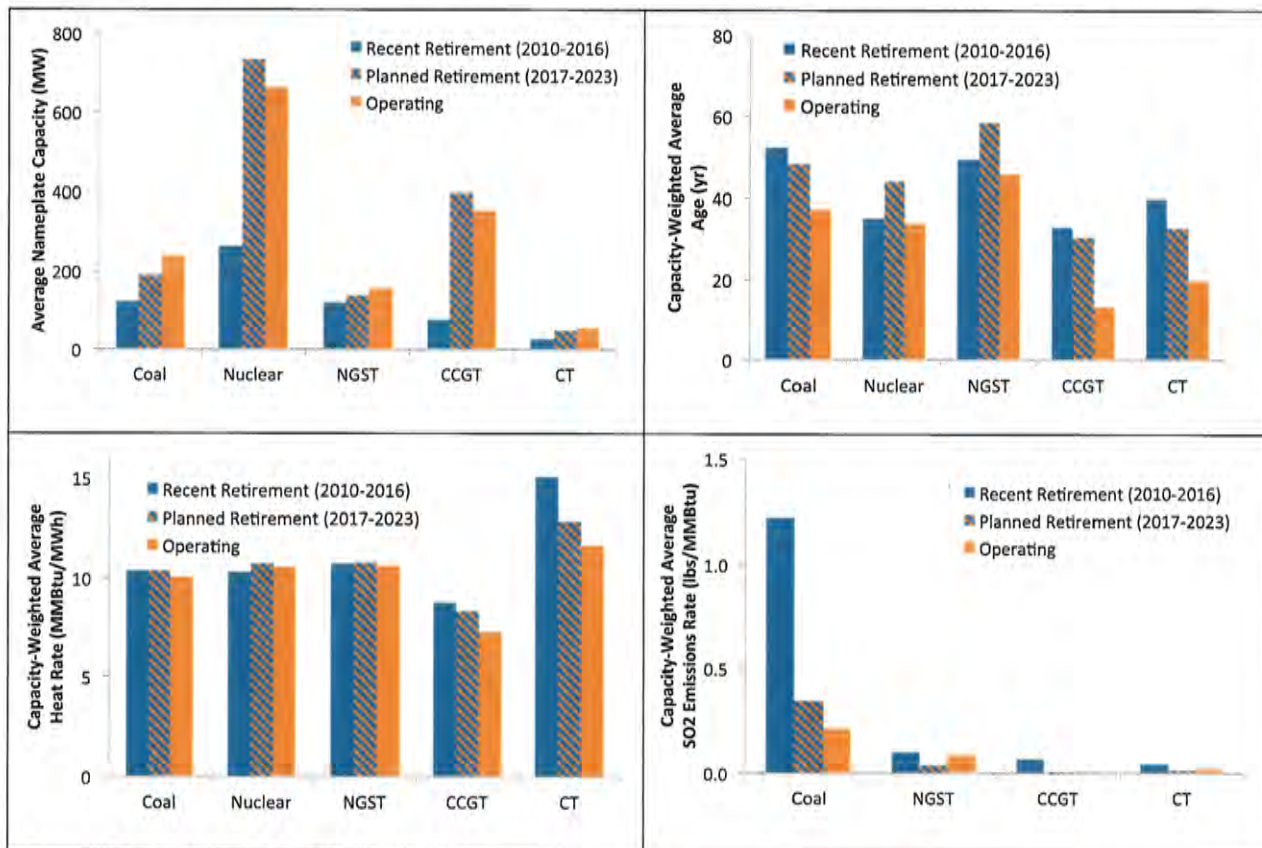 Average Nameplate Capacity (MW)
800
600
400
200
0
Recent Retirement (2010-2016)
Planned Retirement (2017-2023)
Operating
Coal
Nuclear
NGST
CCGT
CT
Capacity-Weighted Average
Age (yr)
80
60
40
20
0
Recent Retirement (2010-2016)
Planned Retirement (2017-2023)
Operating
Coal
Nuclear
NGST
CCGT
CT
Capacity-Weighted Average
Heat Rate (MMBtu/MWh)
15
10
5
0
Recent Retirement (2010-2016)
Planned Retirement (2017-2023)
Operating
Coal
Nuclear
NGST
CCGT
CT
Capacity-Weighted Average
SO2 Emissions Rate (lbs/MMBtu)
1.5
1.0
0.5
0.0
Recent Retirement (2010-2016)
Planned Retirement (2017-2023)
Operating
Coal
NGST
CCGT
CT